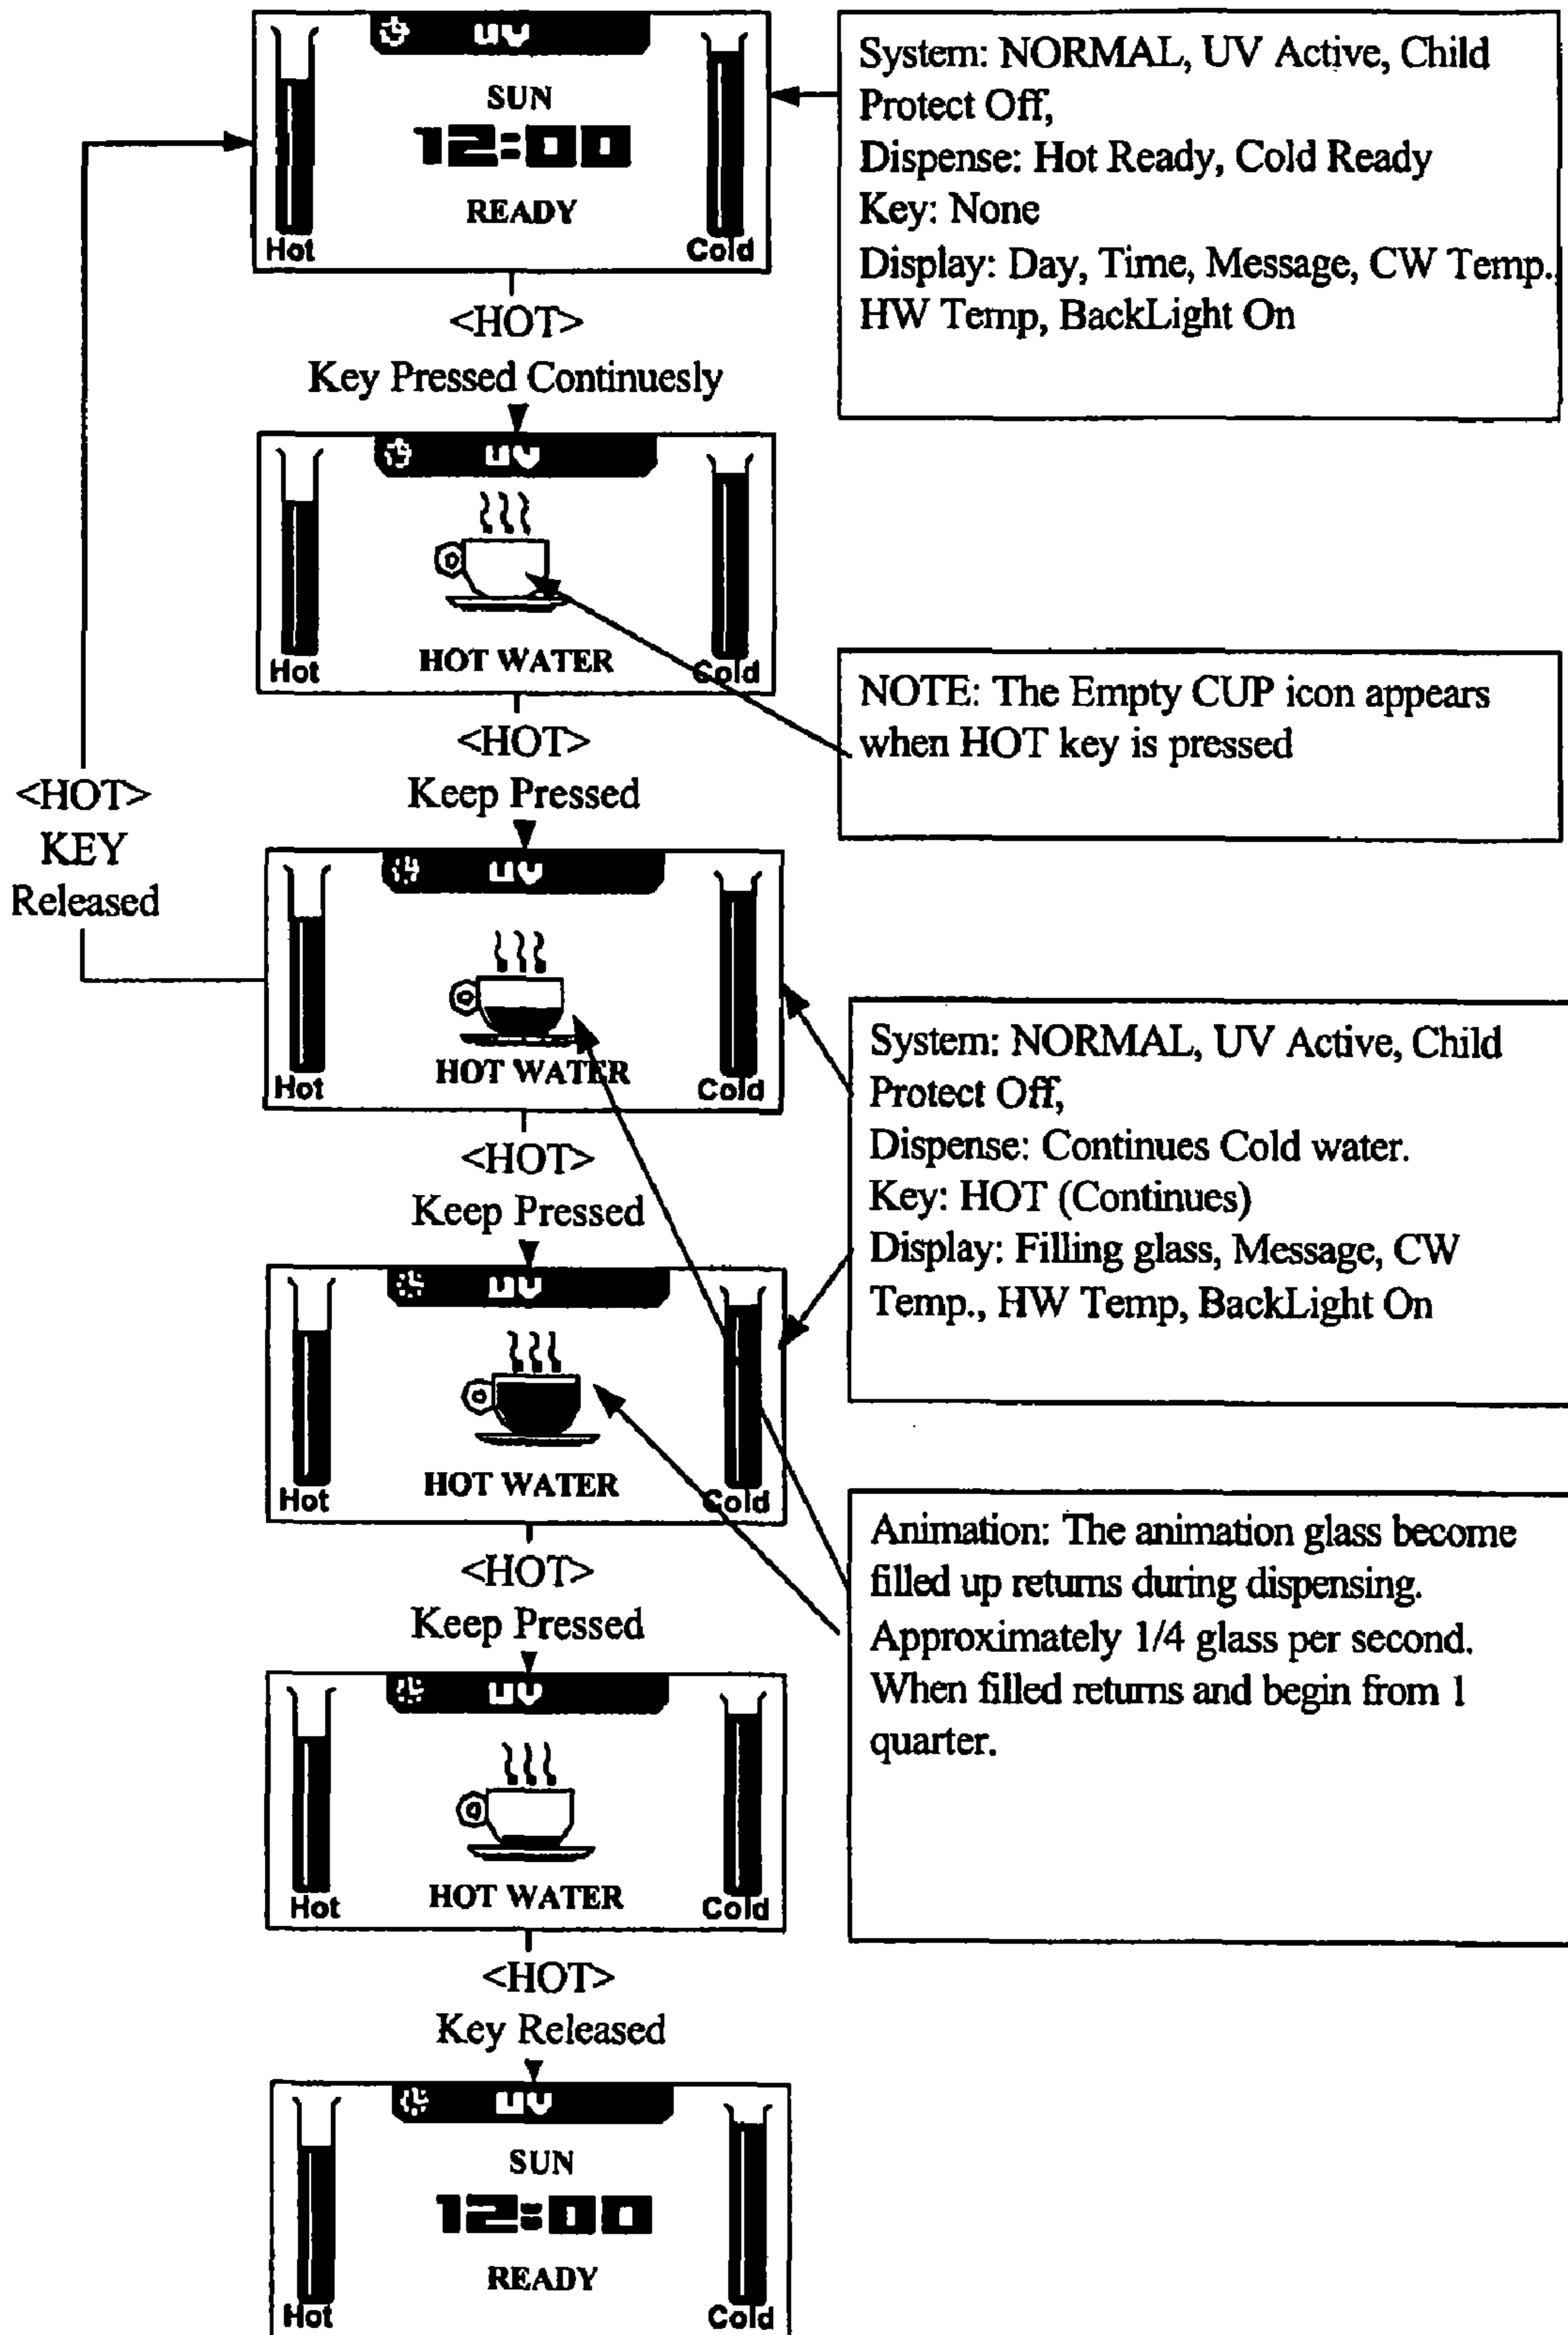 UV
SUN
12:00
READY
Hot
Cold
System: NORMAL, UV Active, Child
Protect Off,
Dispense: Hot Ready, Cold Ready
Key: None
Display: Day, Time, Message, CW Temp.,
HW Temp, BackLight On
<HOT>
Key Pressed Continuesly
UV
HOT WATER
Hot
Cold
NOTE: The Empty CUP icon appears
when HOT key is pressed
<HOT>
Keep Pressed
<HOT>
KEY
Released
UV
HOT WATER
Hot
Cold
System: NORMAL, UV Active, Child
Protect Off,
Dispense: Continues Cold water.
Key: HOT (Continues)
Display: Filling glass, Message, CW
Temp., HW Temp, BackLight On
<HOT>
Keep Pressed
UV
HOT WATER
Hot
Cold
Animation: The animation glass become
filled up returns during dispensing.
Approximately 1/4 glass per second.
When filled returns and begin from 1
quarter.
<HOT>
Keep Pressed
UV
HOT WATER
Hot
Cold
<HOT>
Key Released
UV
SUN
12:00
READY
Hot
Cold